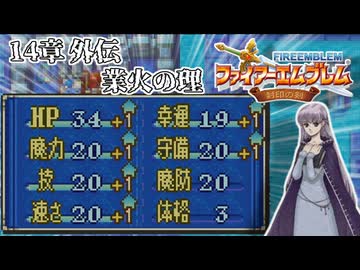 14章 外伝
業火の理
FIREEMBLEM
ファイアーエムブレム
封印の剣
HP 34+1 幸運 19+1
魔力 20+1 守備 20+1
技 20+1 魔防 20
速さ 20+1 体格 3